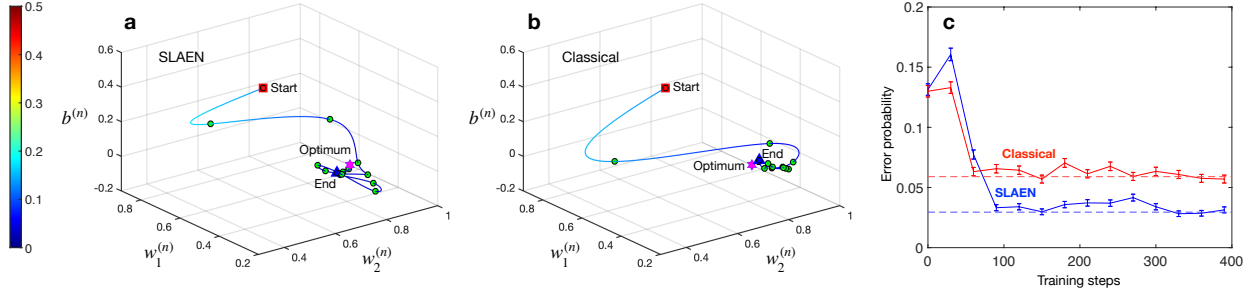 0.5
0.4
0.3
0.2
0.1
0
a
SLAEN
0.6
0.4
0.2
0
-0.2
b^{(n)}
Start
Optimum
End
0.8
0.6
0.4
0.2
w_1^{(n)}
0.4
0.6
0.8
1
w_2^{(n)}
b
Classical
0.6
0.4
0.2
0
-0.2
b^{(n)}
Start
End
Optimum
0.8
0.6
0.4
0.2
w_1^{(n)}
0.4
0.6
0.8
1
w_2^{(n)}
c
0.2
0.15
0.1
0.05
0
Error probability
Classical
SLAEN
0
100
200
300
400
Training steps